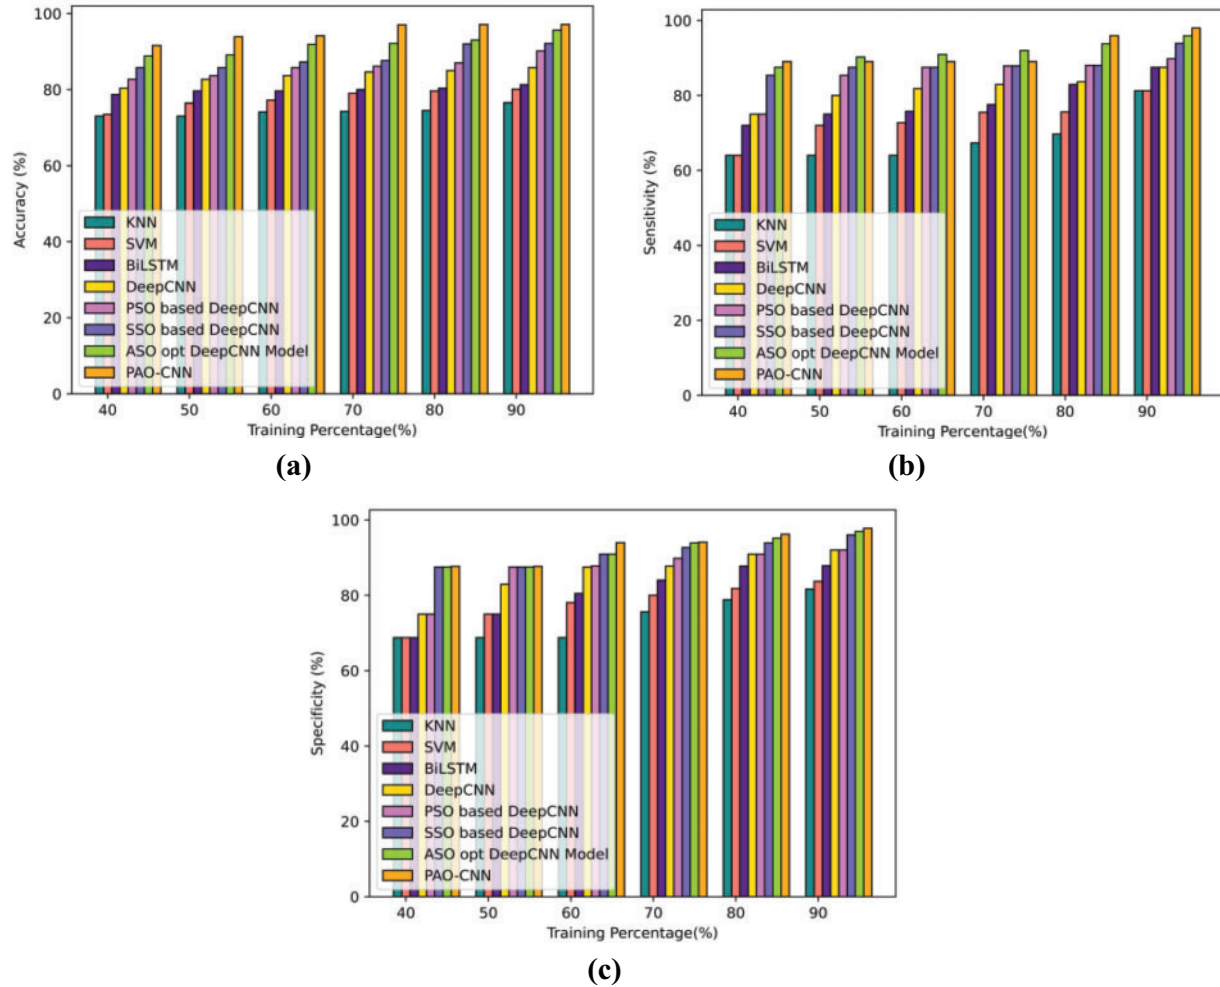 100
80
60
40
20
0
Accuracy (%)
KNN
SVM
BiLSTM
DeepCNN
PSO based DeepCNN
SSO based DeepCNN
ASO opt DeepCNN Model
PAO-CNN
40 50 60 70 80 90
Training Percentage(%)
(a)
100
80
60
40
20
0
Sensitivity (%)
KNN
SVM
BiLSTM
DeepCNN
PSO based DeepCNN
SSO based DeepCNN
ASO opt DeepCNN Model
PAO-CNN
40 50 60 70 80 90
Training Percentage(%)
(b)
100
80
60
40
20
0
Specificity (%)
KNN
SVM
BiLSTM
DeepCNN
PSO based DeepCNN
SSO based DeepCNN
ASO opt DeepCNN Model
PAO-CNN
40 50 60 70 80 90
Training Percentage(%)
(c)